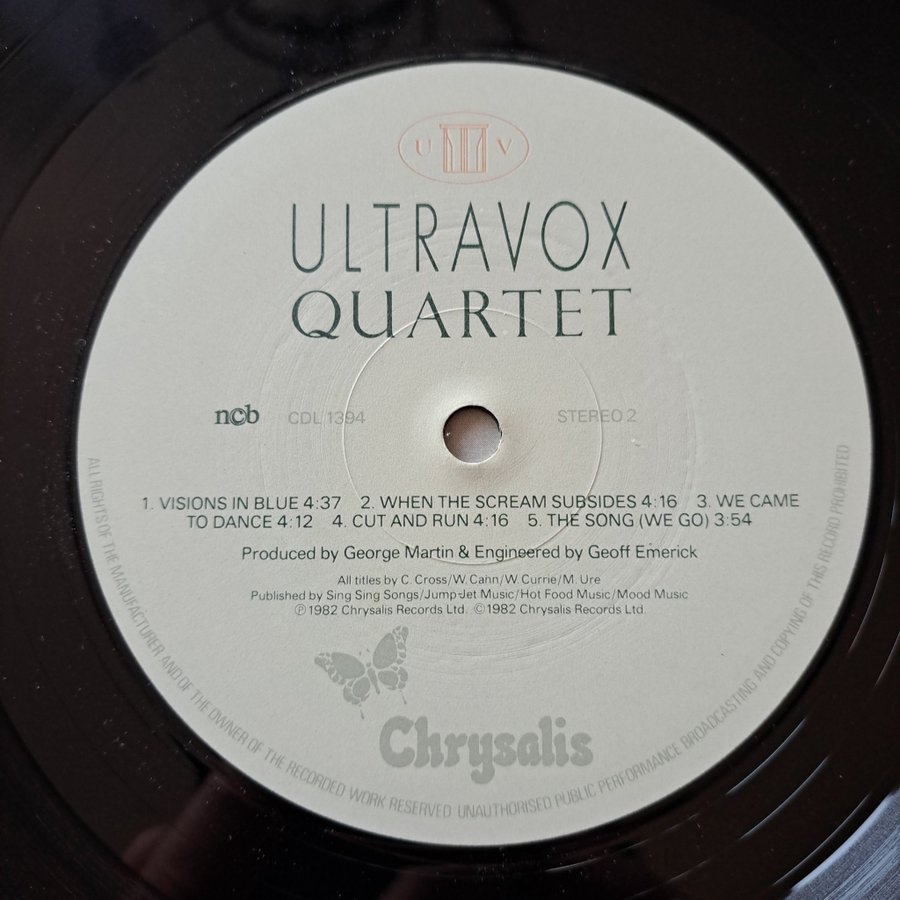 U V
ULTRAVOX
QUARTET
ncb CDL 1394 STEREO 2
1. VISIONS IN BLUE 4:37 2. WHEN THE SCREAM SUBSIDES 4:16 3. WE CAME
TO DANCE 4:12 4. CUT AND RUN 4:16 5. THE SONG (WE GO) 3:54
Produced by George Martin & Engineered by Geoff Emerick
All titles by C. Cross/W. Cahn/W. Currie/M. Ure
Published by Sing Sing Songs/Jump-Jet Music/Hot Food Music/Mood Music
Ⓟ1982 Chrysalis Records Ltd. ©1982 Chrysalis Records Ltd.
Chrysalis
ALL RIGHTS OF THE MANUFACTURER AND OF THE OWNER OF THE RECORDED WORK RESERVED UNAUTHORISED PUBLIC PERFORMANCE BROADCASTING AND COPYING OF THIS RECORD PROHIBITED